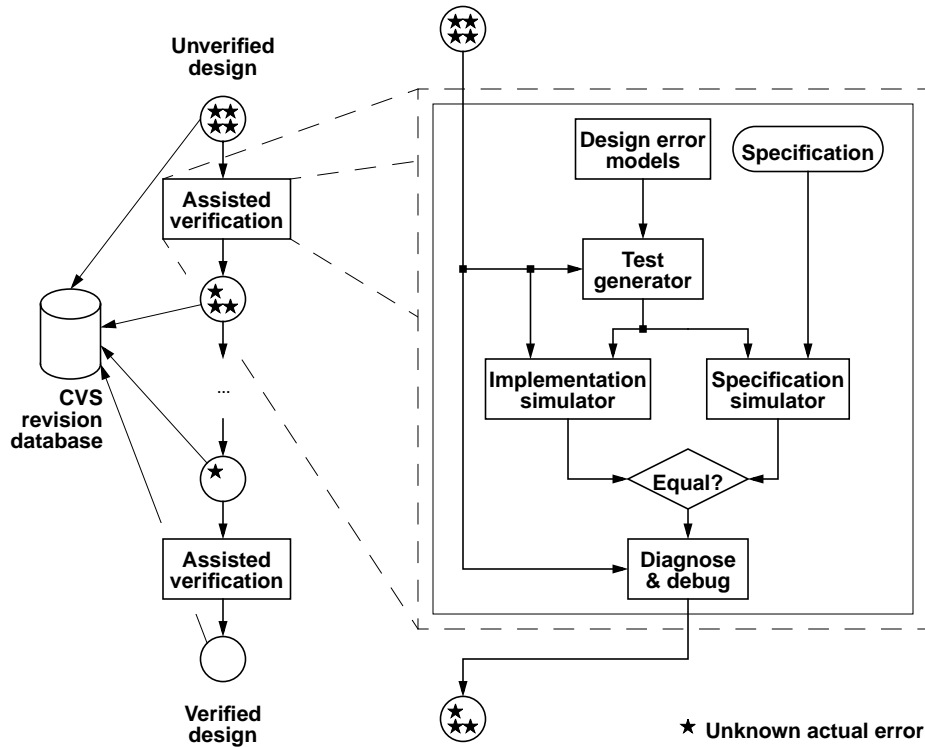 Unverified
design
Assisted
verification
...
CVS
revision
database
Assisted
verification
Verified
design
Design error
models
Specification
Test
generator
Implementation
simulator
Specification
simulator
Equal?
Diagnose
& debug
Unknown actual error